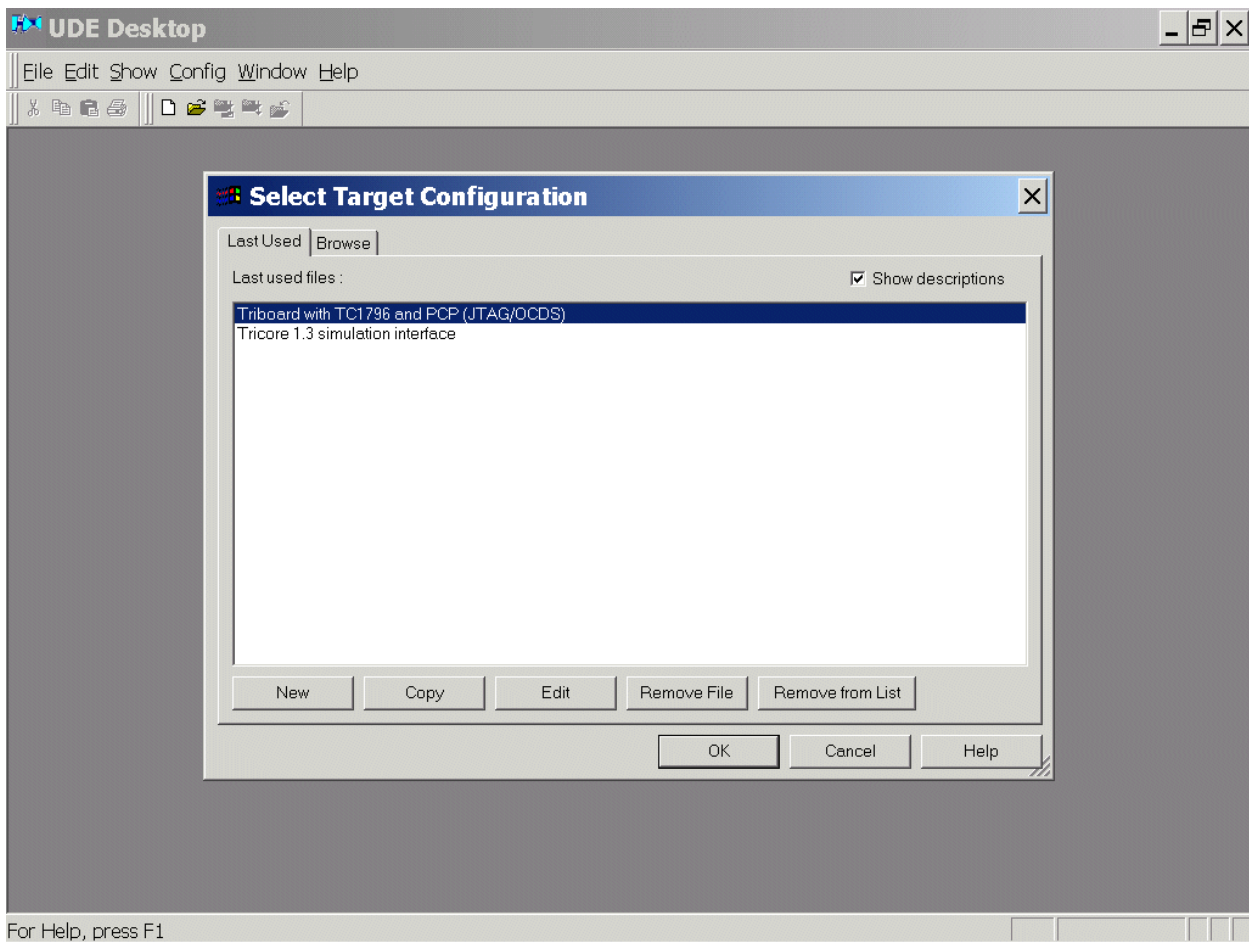 UDE Desktop
File Edit Show Config Window Help
Select Target Configuration
Last Used Browse
Last used files :
Show descriptions
Triboard with TC1796 and PCP (JTAG/OCDS)
Tricore 1.3 simulation interface
New Copy Edit Remove File Remove from List
OK Cancel Help
For Help, press F1